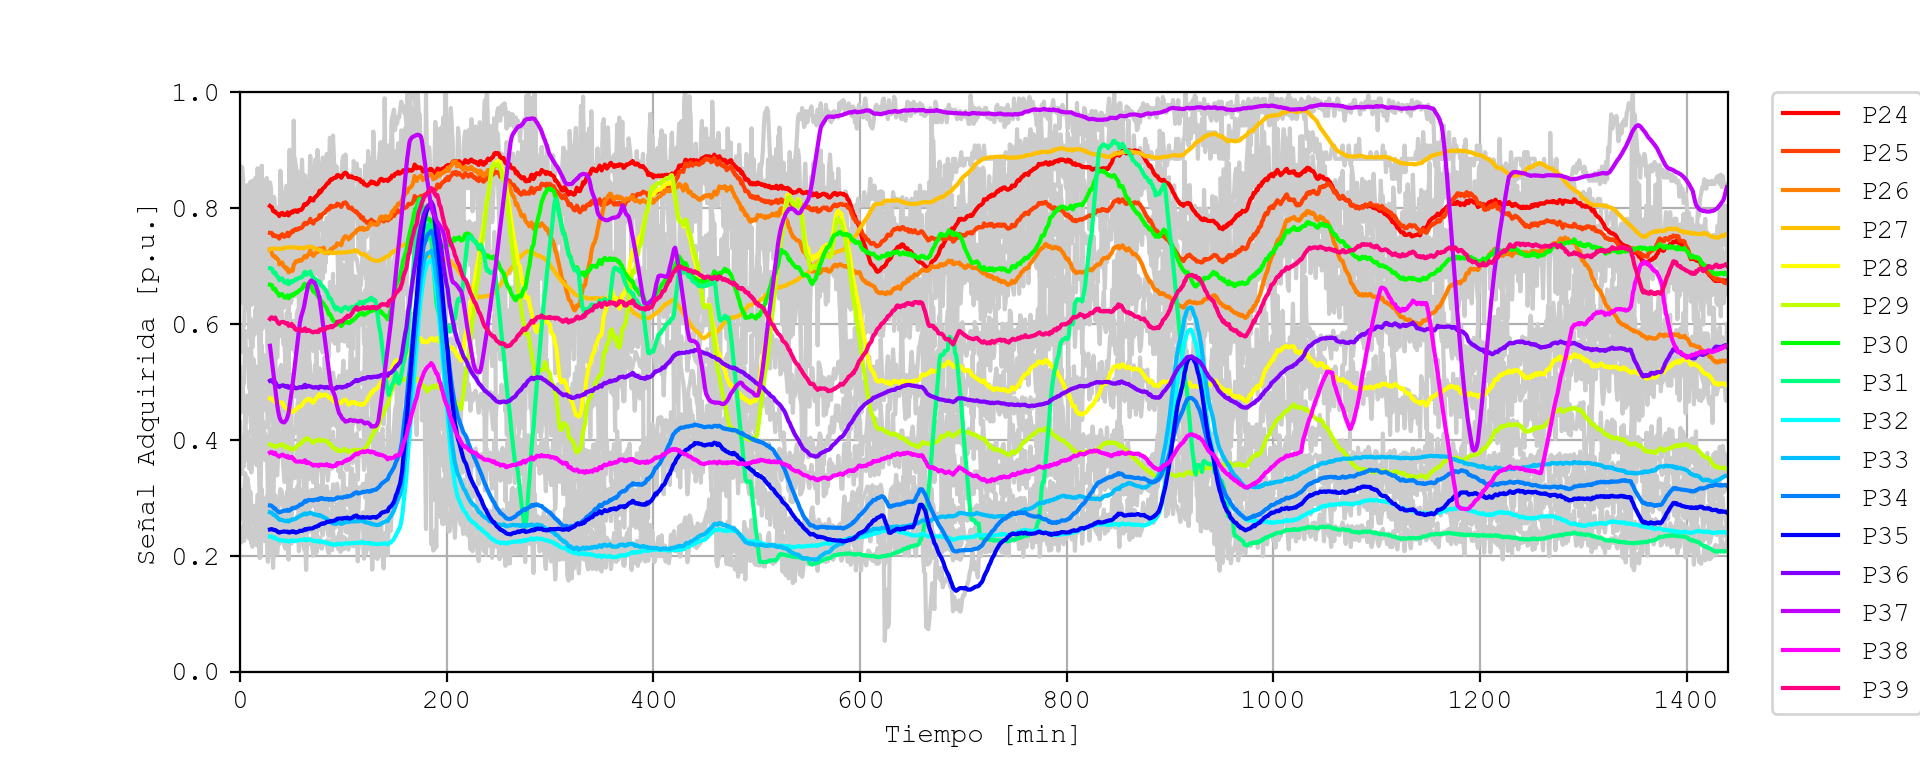 Señal Adquirida [p.u.]
1.0
0.8
0.6
0.4
0.2
0.0
0 200 400 600 800 1000 1200 1400
Tiempo [min]
P24
P25
P26
P27
P28
P29
P30
P31
P32
P33
P34
P35
P36
P37
P38
P39